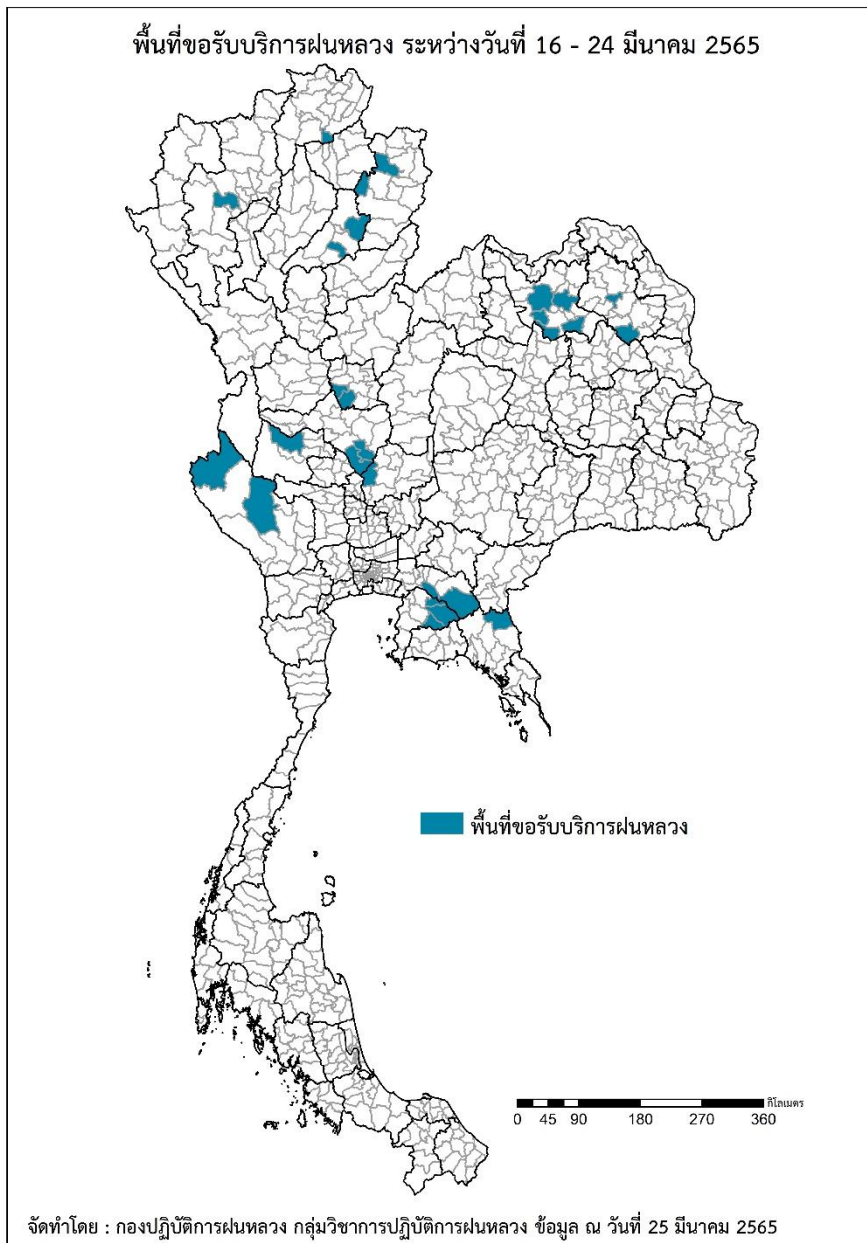 พื้นที่ขอรับบริการฝนหลวง ระหว่างวันที่ 16 - 24 มีนาคม 2565
พื้นที่ขอรับบริการฝนหลวง
กิโลเมตร
0 45 90 180 270 360
จัดทำโดย : กองปฏิบัติการฝนหลวง กลุ่มวิชาการปฏิบัติการฝนหลวง ข้อมูล ณ วันที่ 25 มีนาคม 2565